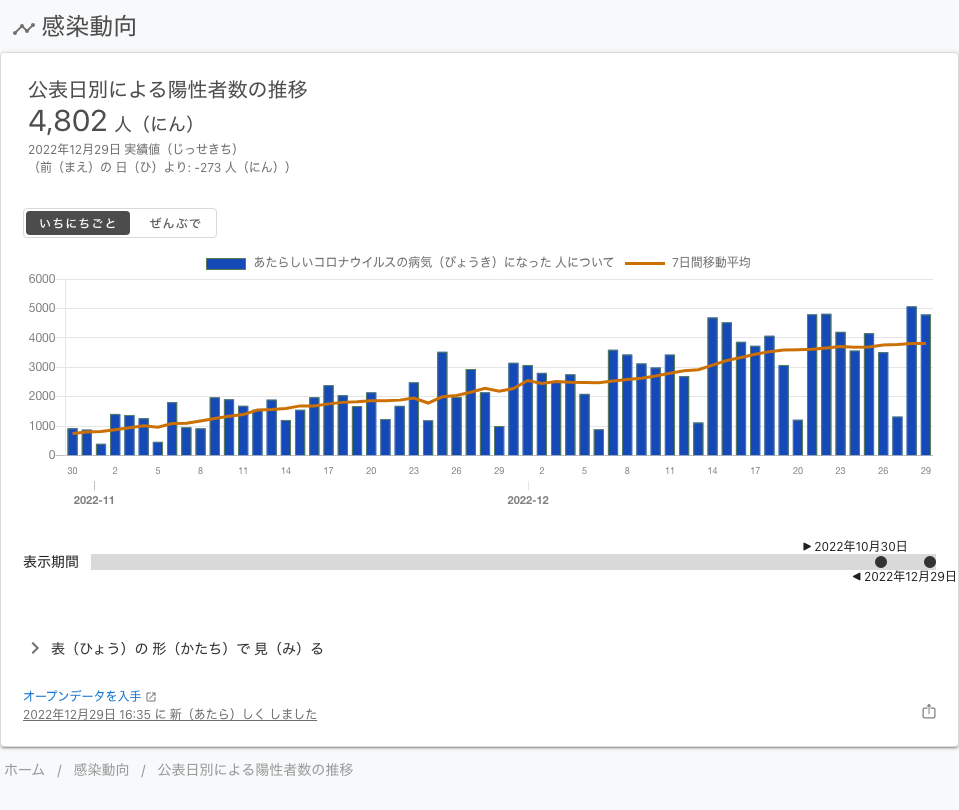 感染動向
公表日別による陽性者数の推移
4,802 人（にん）
2022年12月29日 実績値（じっせきち）
（前（まえ）の 日（ひ）より: -273 人（にん））
いちにちごと ぜんぶで
あたらしいコロナウイルスの病気（びょうき）になった 人について 7日間移動平均
6000
5000
4000
3000
2000
1000
0
30 2 5 8 11 14 17 20 23 26 29 2 5 8 11 14 17 20 23 26 29
2022-11 2022-12
▶ 2022年10月30日
表示期間
◀ 2022年12月29日
表（ひょう）の 形（かたち）で 見（み）る
オープンデータを入手
2022年12月29日 16:35 に 新（あたら）しく しました
ホーム / 感染動向 / 公表日別による陽性者数の推移